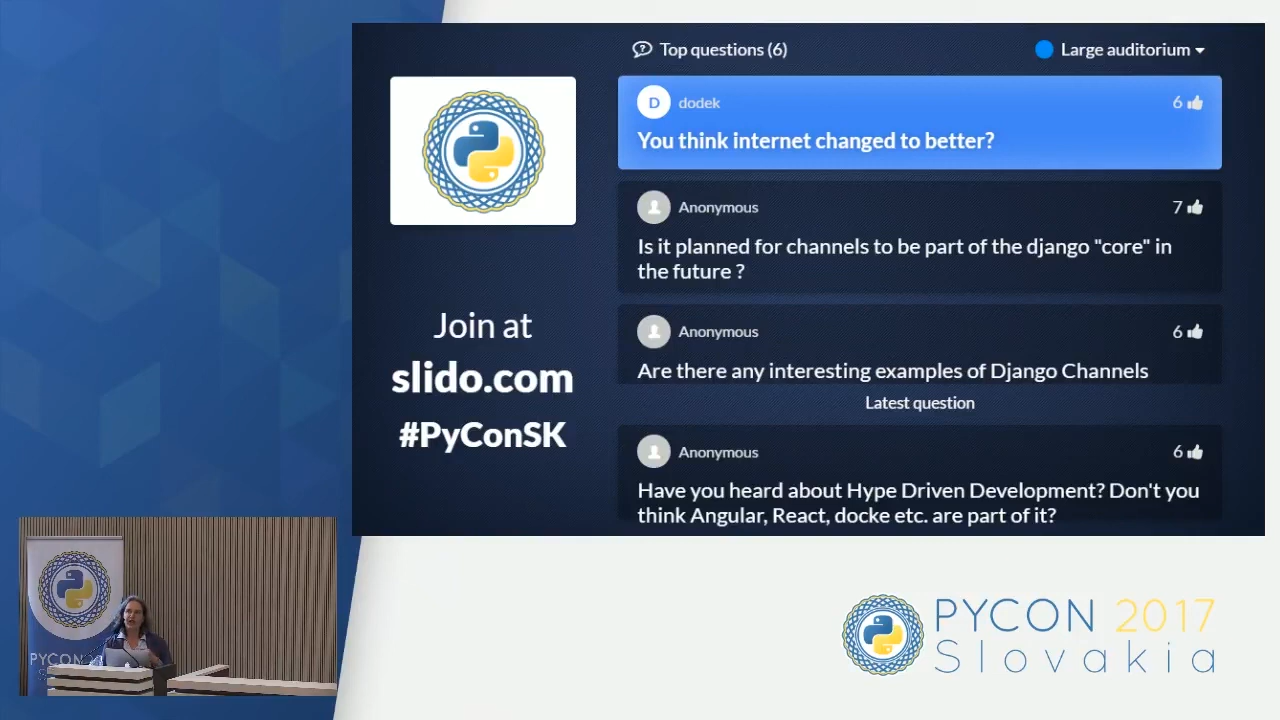 Top questions (6)
Large auditorium
D
dodek
6
You think internet changed to better?
Anonymous
7
Is it planned for channels to be part of the django "core" in
the future ?
Anonymous
6
Are there any interesting examples of Django Channels
Latest question
Anonymous
6
Have you heard about Hype Driven Development? Don't you
think Angular, React, docke etc. are part of it?
Join at
slido.com
#PyConSK
PYCON
PYCON 2017
Slovakia